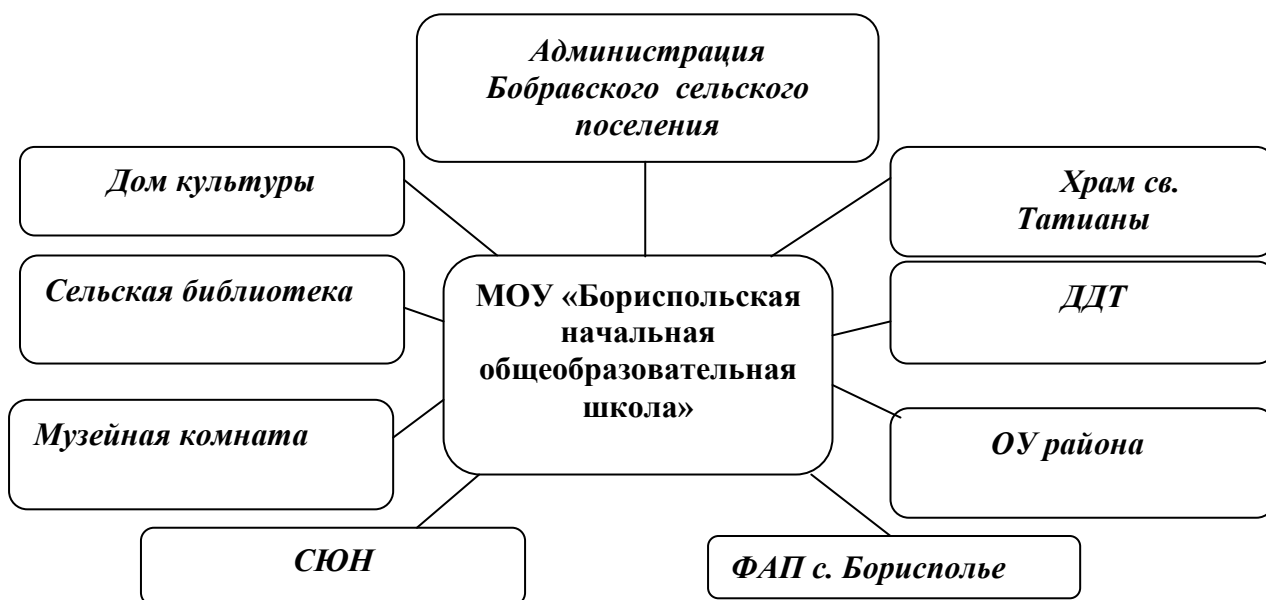 Администрация
Бобравского сельского
поселения
Дом культуры
Храм св.
Татианы
Сельская библиотека
МОУ «Бориспольская
начальная
общеобразовательная
школа»
ДДТ
Музейная комната
ОУ района
СЮН
ФАП с. Борисполье